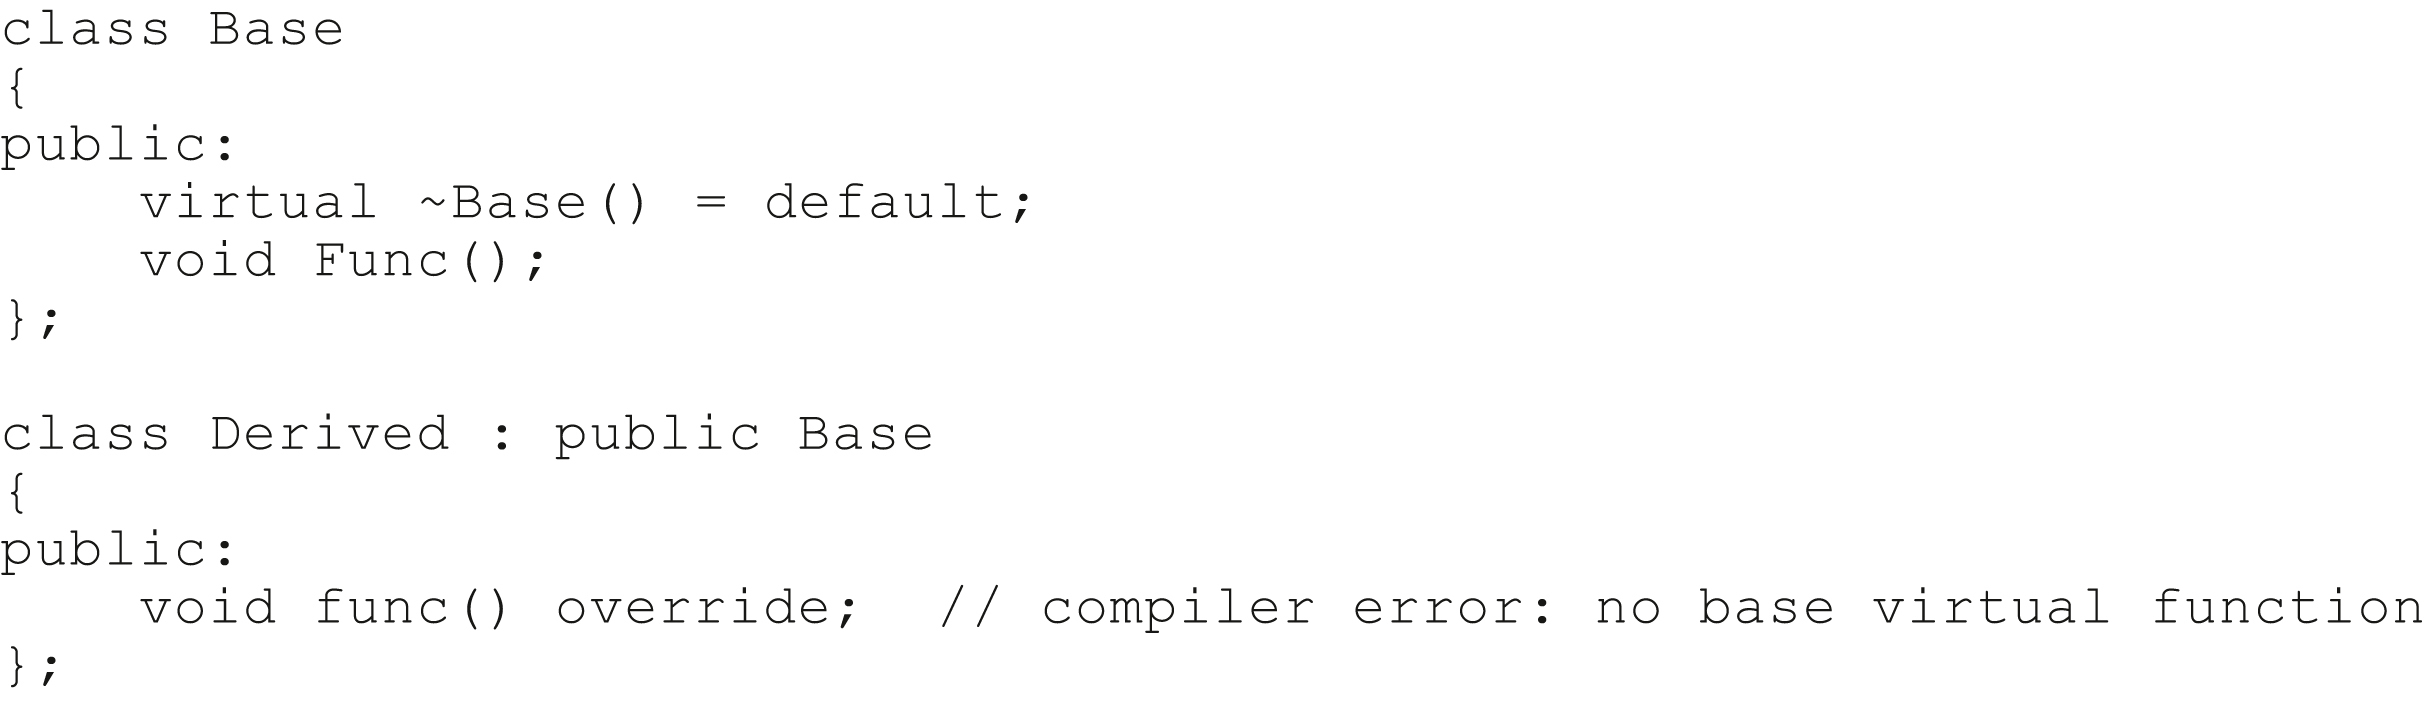 class Base
{
public:
    virtual ~Base() = default;
    void Func();
};

class Derived : public Base
{
public:
    void func() override;  // compiler error: no base virtual function
};